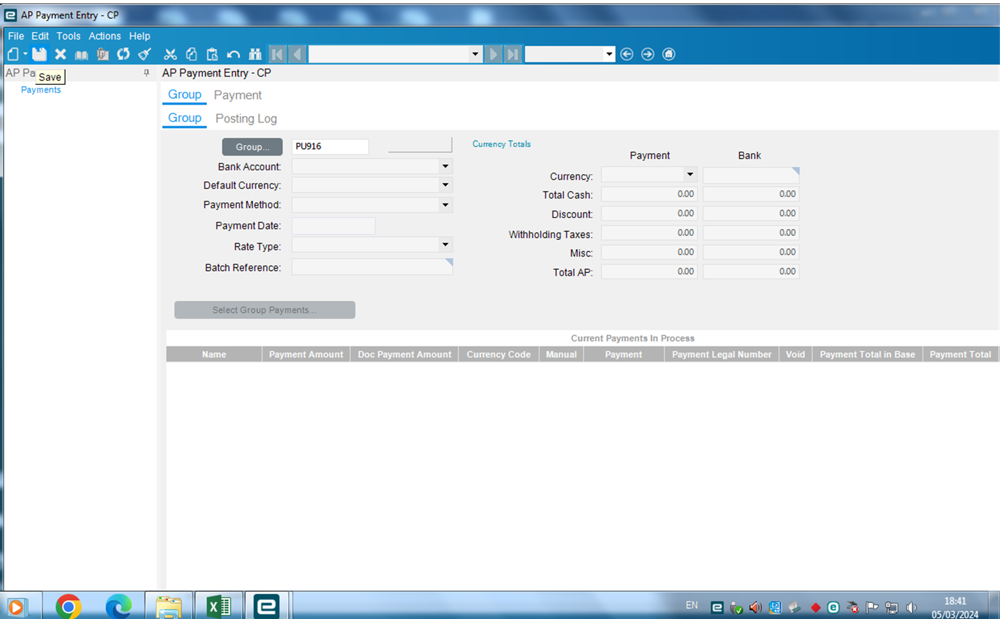 AP Payment Entry - CP
File Edit Tools Actions Help
AP Pa
Save
Payments
AP Payment Entry - CP
Group Payment
Group Posting Log
Group... PU916
Bank Account:
Default Currency:
Payment Method:
Payment Date:
Rate Type:
Batch Reference:
Currency Totals
Payment Bank
Currency:
Total Cash: 0.00 0.00
Discount: 0.00 0.00
Withholding Taxes: 0.00 0.00
Misc: 0.00 0.00
Total AP: 0.00 0.00
Select Group Payments...
Current Payments In Process
Name Payment Amount Doc Payment Amount Currency Code Manual Payment Payment Legal Number Void Payment Total in Base Payment Total
EN
18:41
05/03/2024